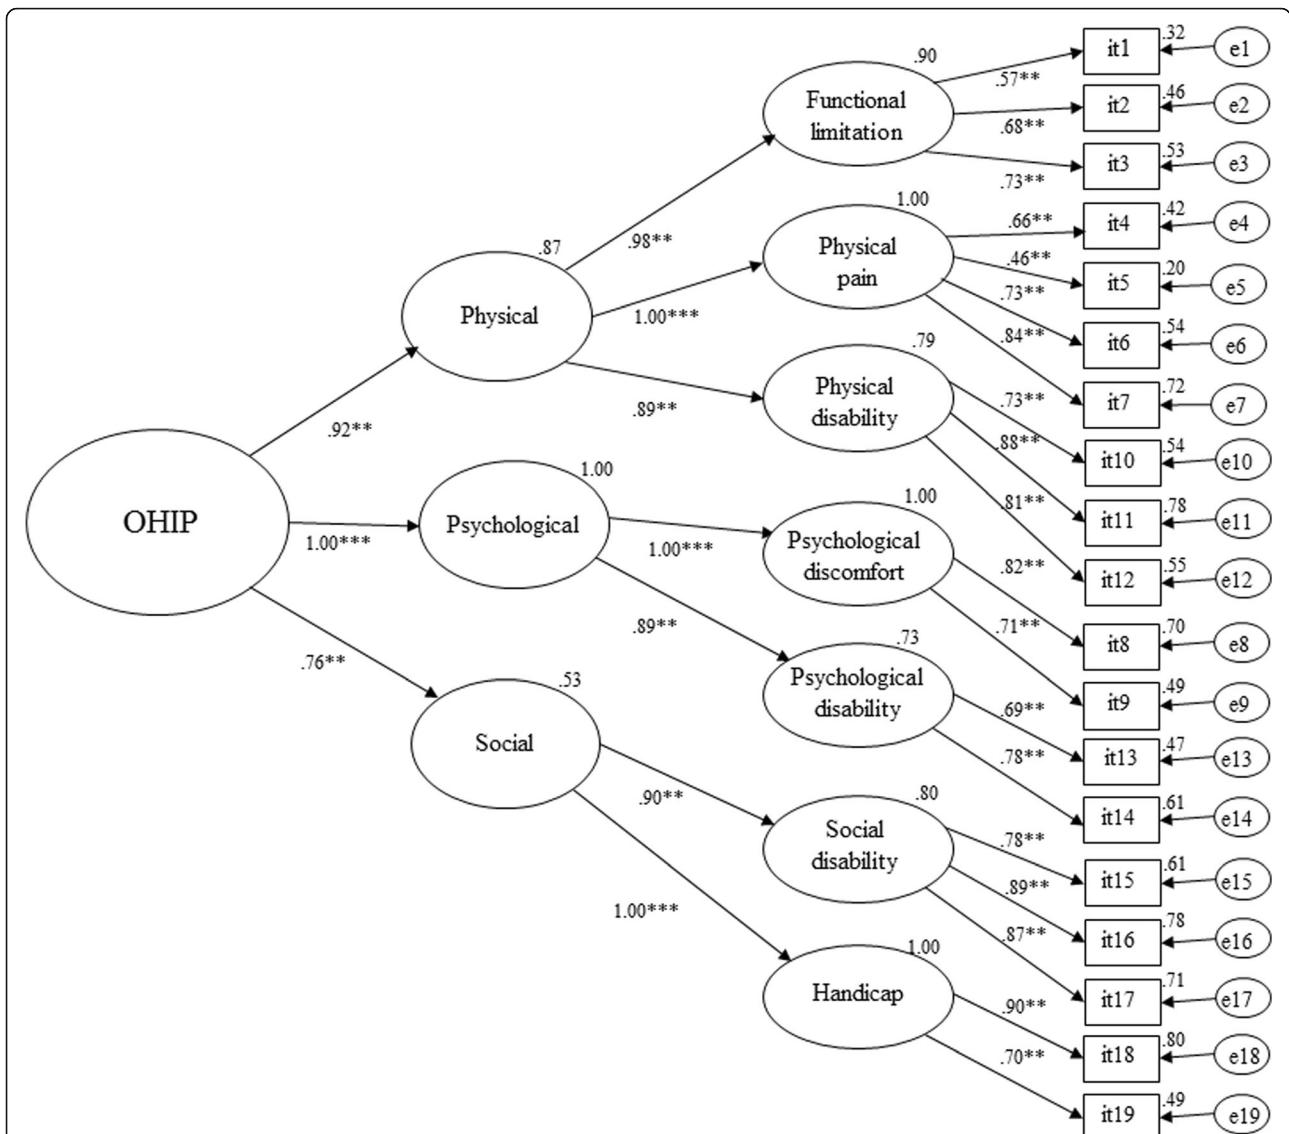 OHIP
.92**
1.00***
.76**
.87
Physical
.98**
1.00***
.89**
1.00
Psychological
1.00***
.89**
.53
Social
.90**
1.00***
.90
Functional
limitation
.57**
.68**
.73**
1.00
Physical
pain
.66**
.46**
.73**
.84**
.79
Physical
disability
.73**
.88**
.81**
1.00
Psychological
discomfort
.82**
.71**
.73
Psychological
disability
.69**
.78**
.80
Social
disability
.78**
.89**
.87**
1.00
Handicap
.90**
.70**
it1 .32 e1
it2 .46 e2
it3 .53 e3
it4 .42 e4
it5 .20 e5
it6 .54 e6
it7 .72 e7
it10 .54 e10
it11 .78 e11
it12 .55 e12
it8 .70 e8
it9 .49 e9
it13 .47 e13
it14 .61 e14
it15 .61 e15
it16 .78 e16
it17 .71 e17
it18 .80 e18
it19 .49 e19